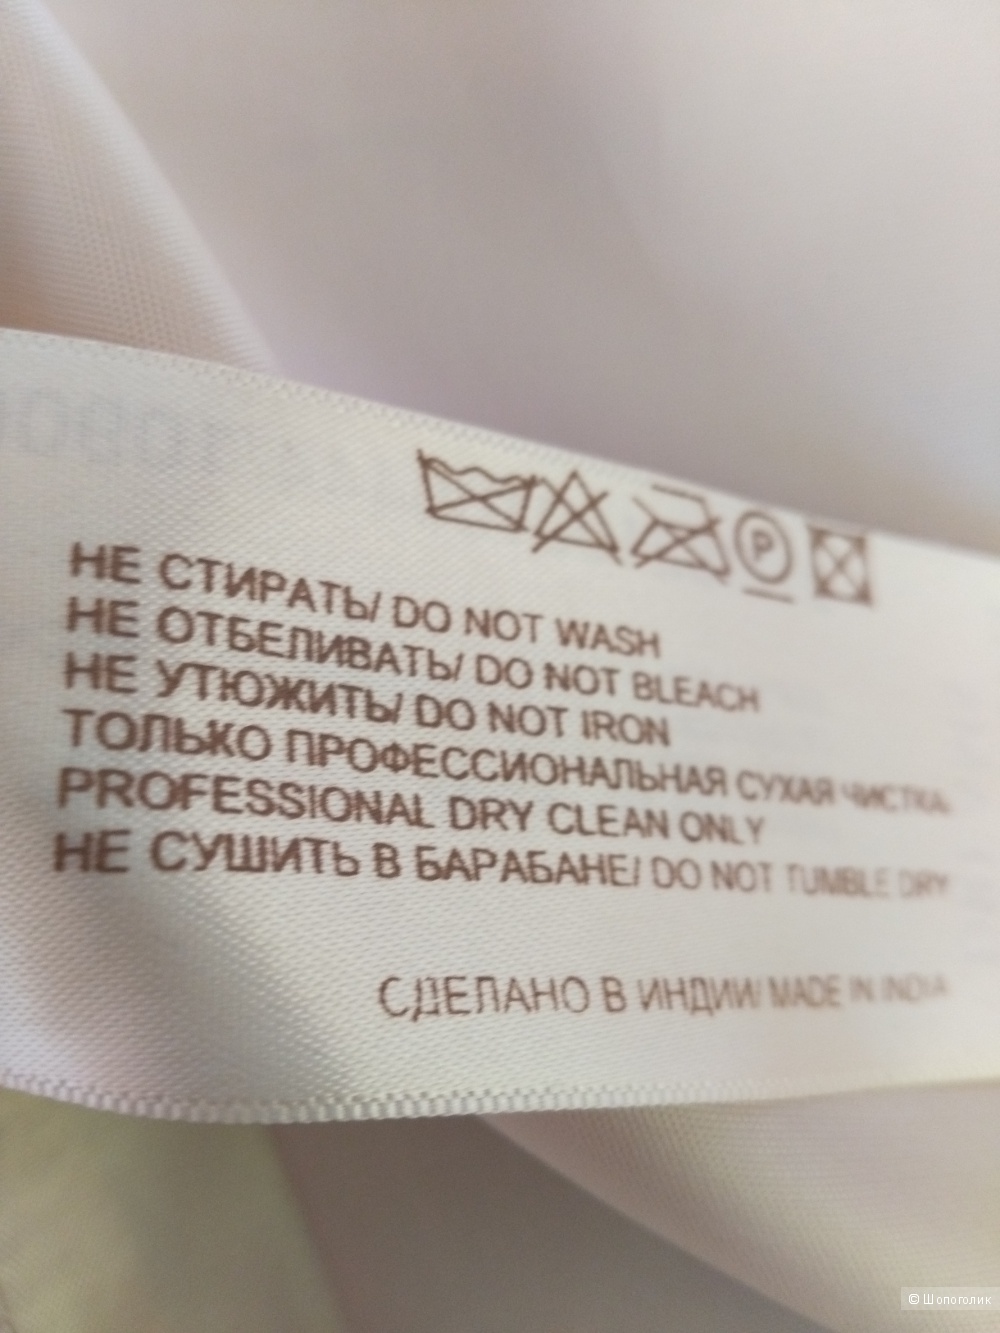 P
НЕ СТИРАТЬ/ DO NOT WASH
НЕ ОТБЕЛИВАТЬ/ DO NOT BLEACH
НЕ УТЮЖИТЬ/ DO NOT IRON
ТОЛЬКО ПРОФЕССИОНАЛЬНАЯ СУХАЯ ЧИСТКА
PROFESSIONAL DRY CLEAN ONLY
НЕ СУШИТЬ В БАРАБАНЕ/ DO NOT TUMBLE DRY
СДЕЛАНО В ИНДИИ/ MADE IN INDIA
© Шопоголик